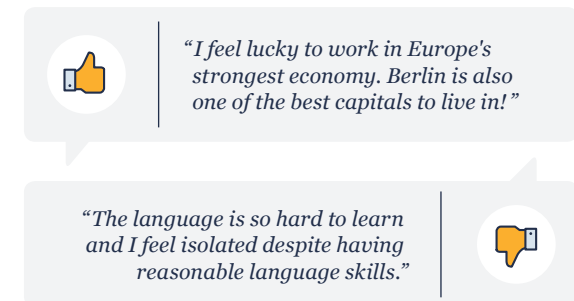 “I feel lucky to work in Europe's
strongest economy. Berlin is also
one of the best capitals to live in!”
“The language is so hard to learn
and I feel isolated despite having
reasonable language skills.”